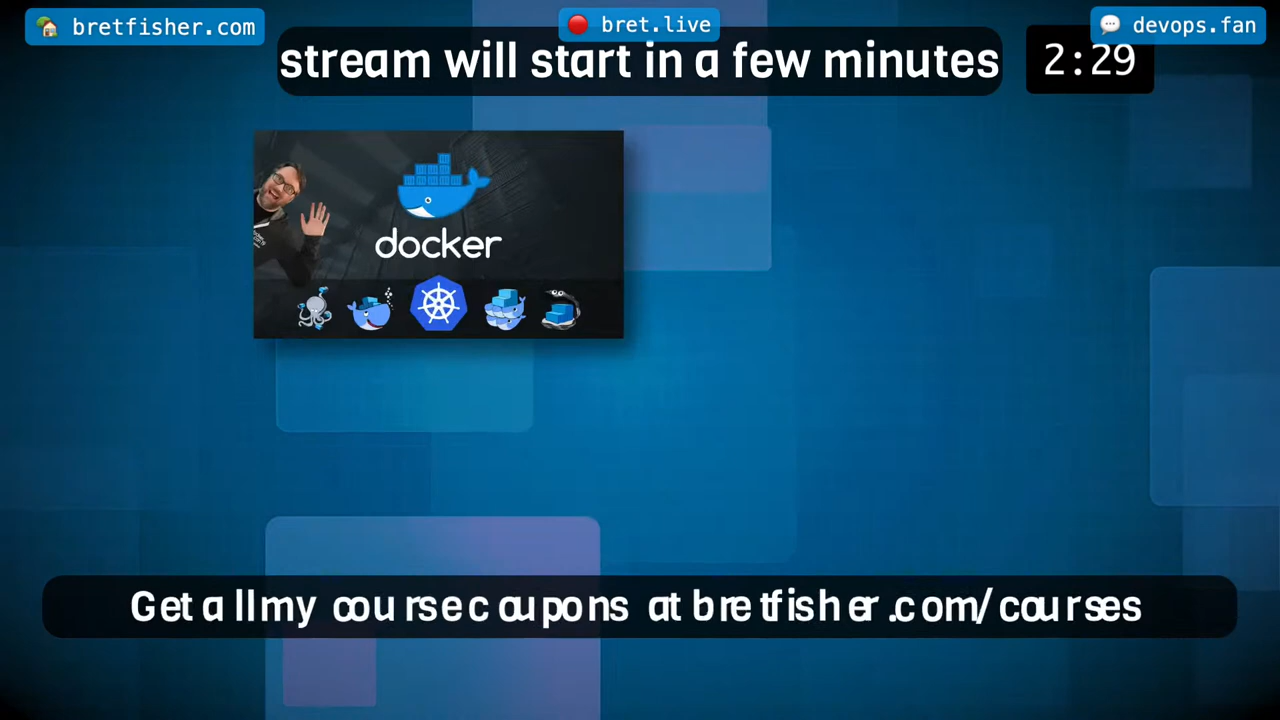 bretfisher.com
bret.live
devops.fan
stream will start in a few minutes
2:29
docker
Get all my course coupons at bretfisher.com/courses